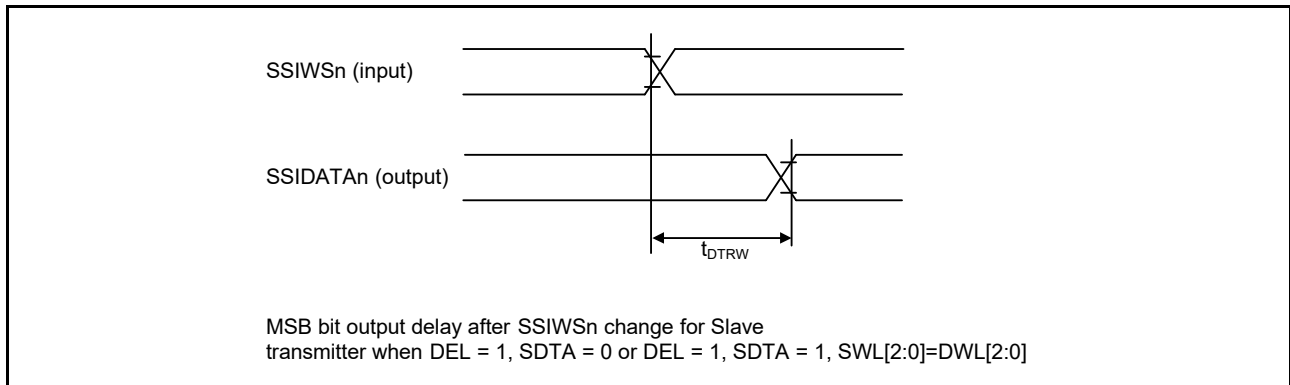 SSIWSn (input)
SSIDATAn (output)
tDTRW
MSB bit output delay after SSIWSn change for Slave
transmitter when DEL = 1, SDTA = 0 or DEL = 1, SDTA = 1, SWL[2:0]=DWL[2:0]